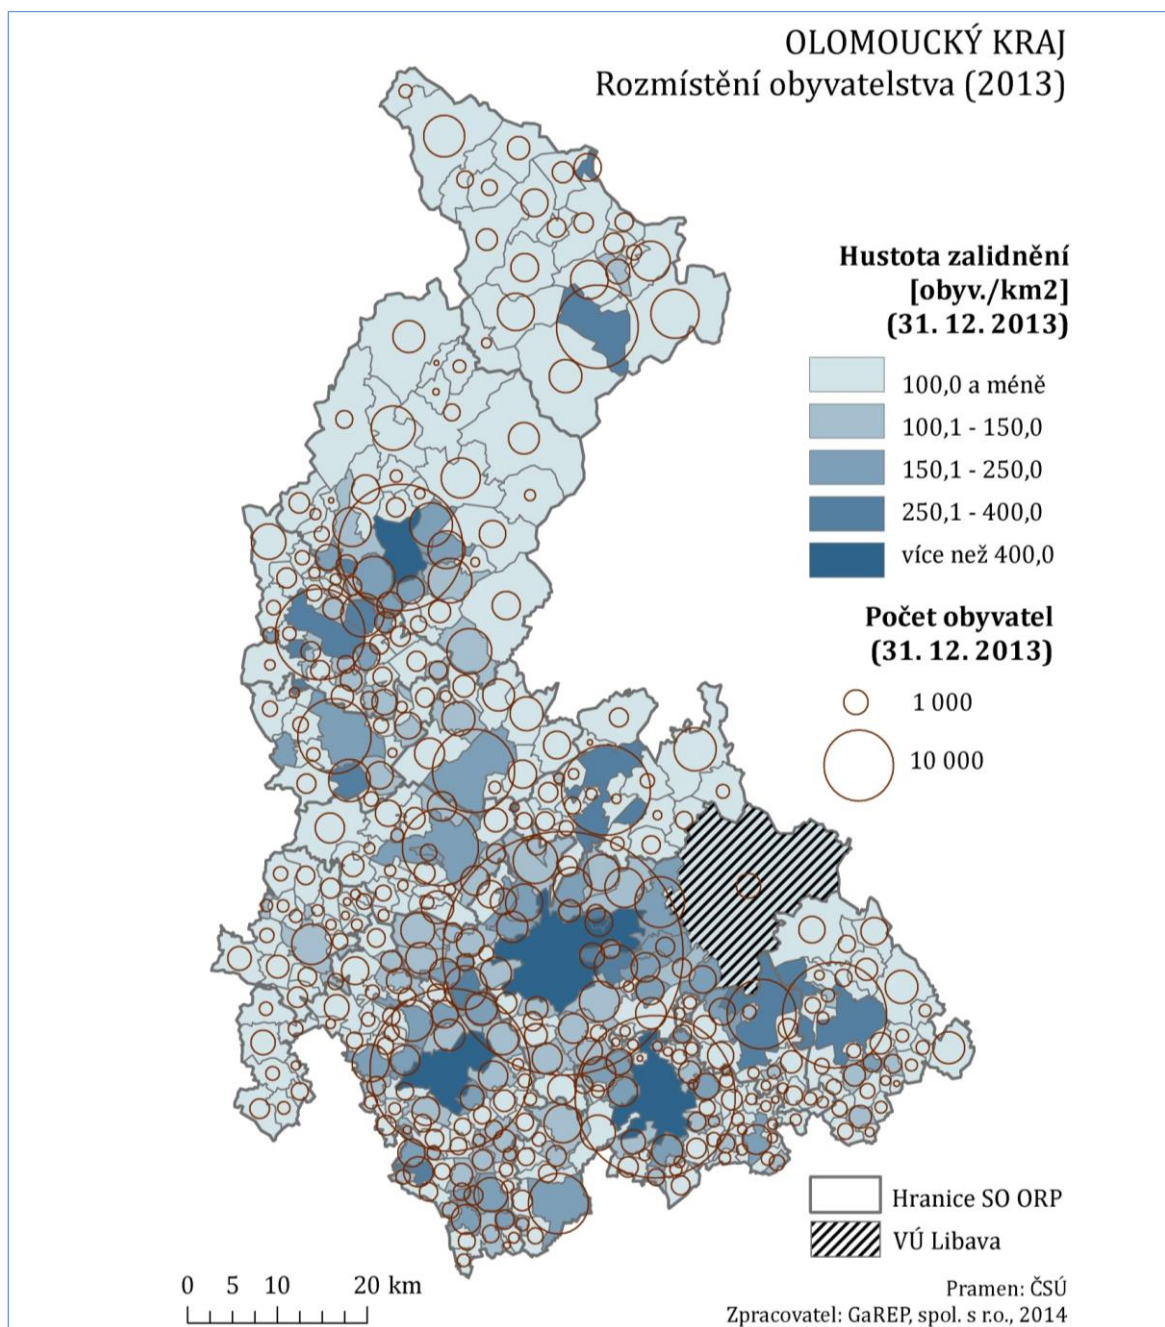 OLOMOUCKÝ KRAJ
Rozmístění obyvatelstva (2013)
Hustota zalidnění
[obyv./km2]
(31. 12. 2013)
100,0 a méně
100,1 - 150,0
150,1 - 250,0
250,1 - 400,0
více než 400,0
Počet obyvatel
(31. 12. 2013)
1 000
10 000
Hranice SO ORP
VÚ Libava
0 5 10 20 km
Pramen: ČSÚ
Zpracovatel: GaREP, spol. s r.o., 2014